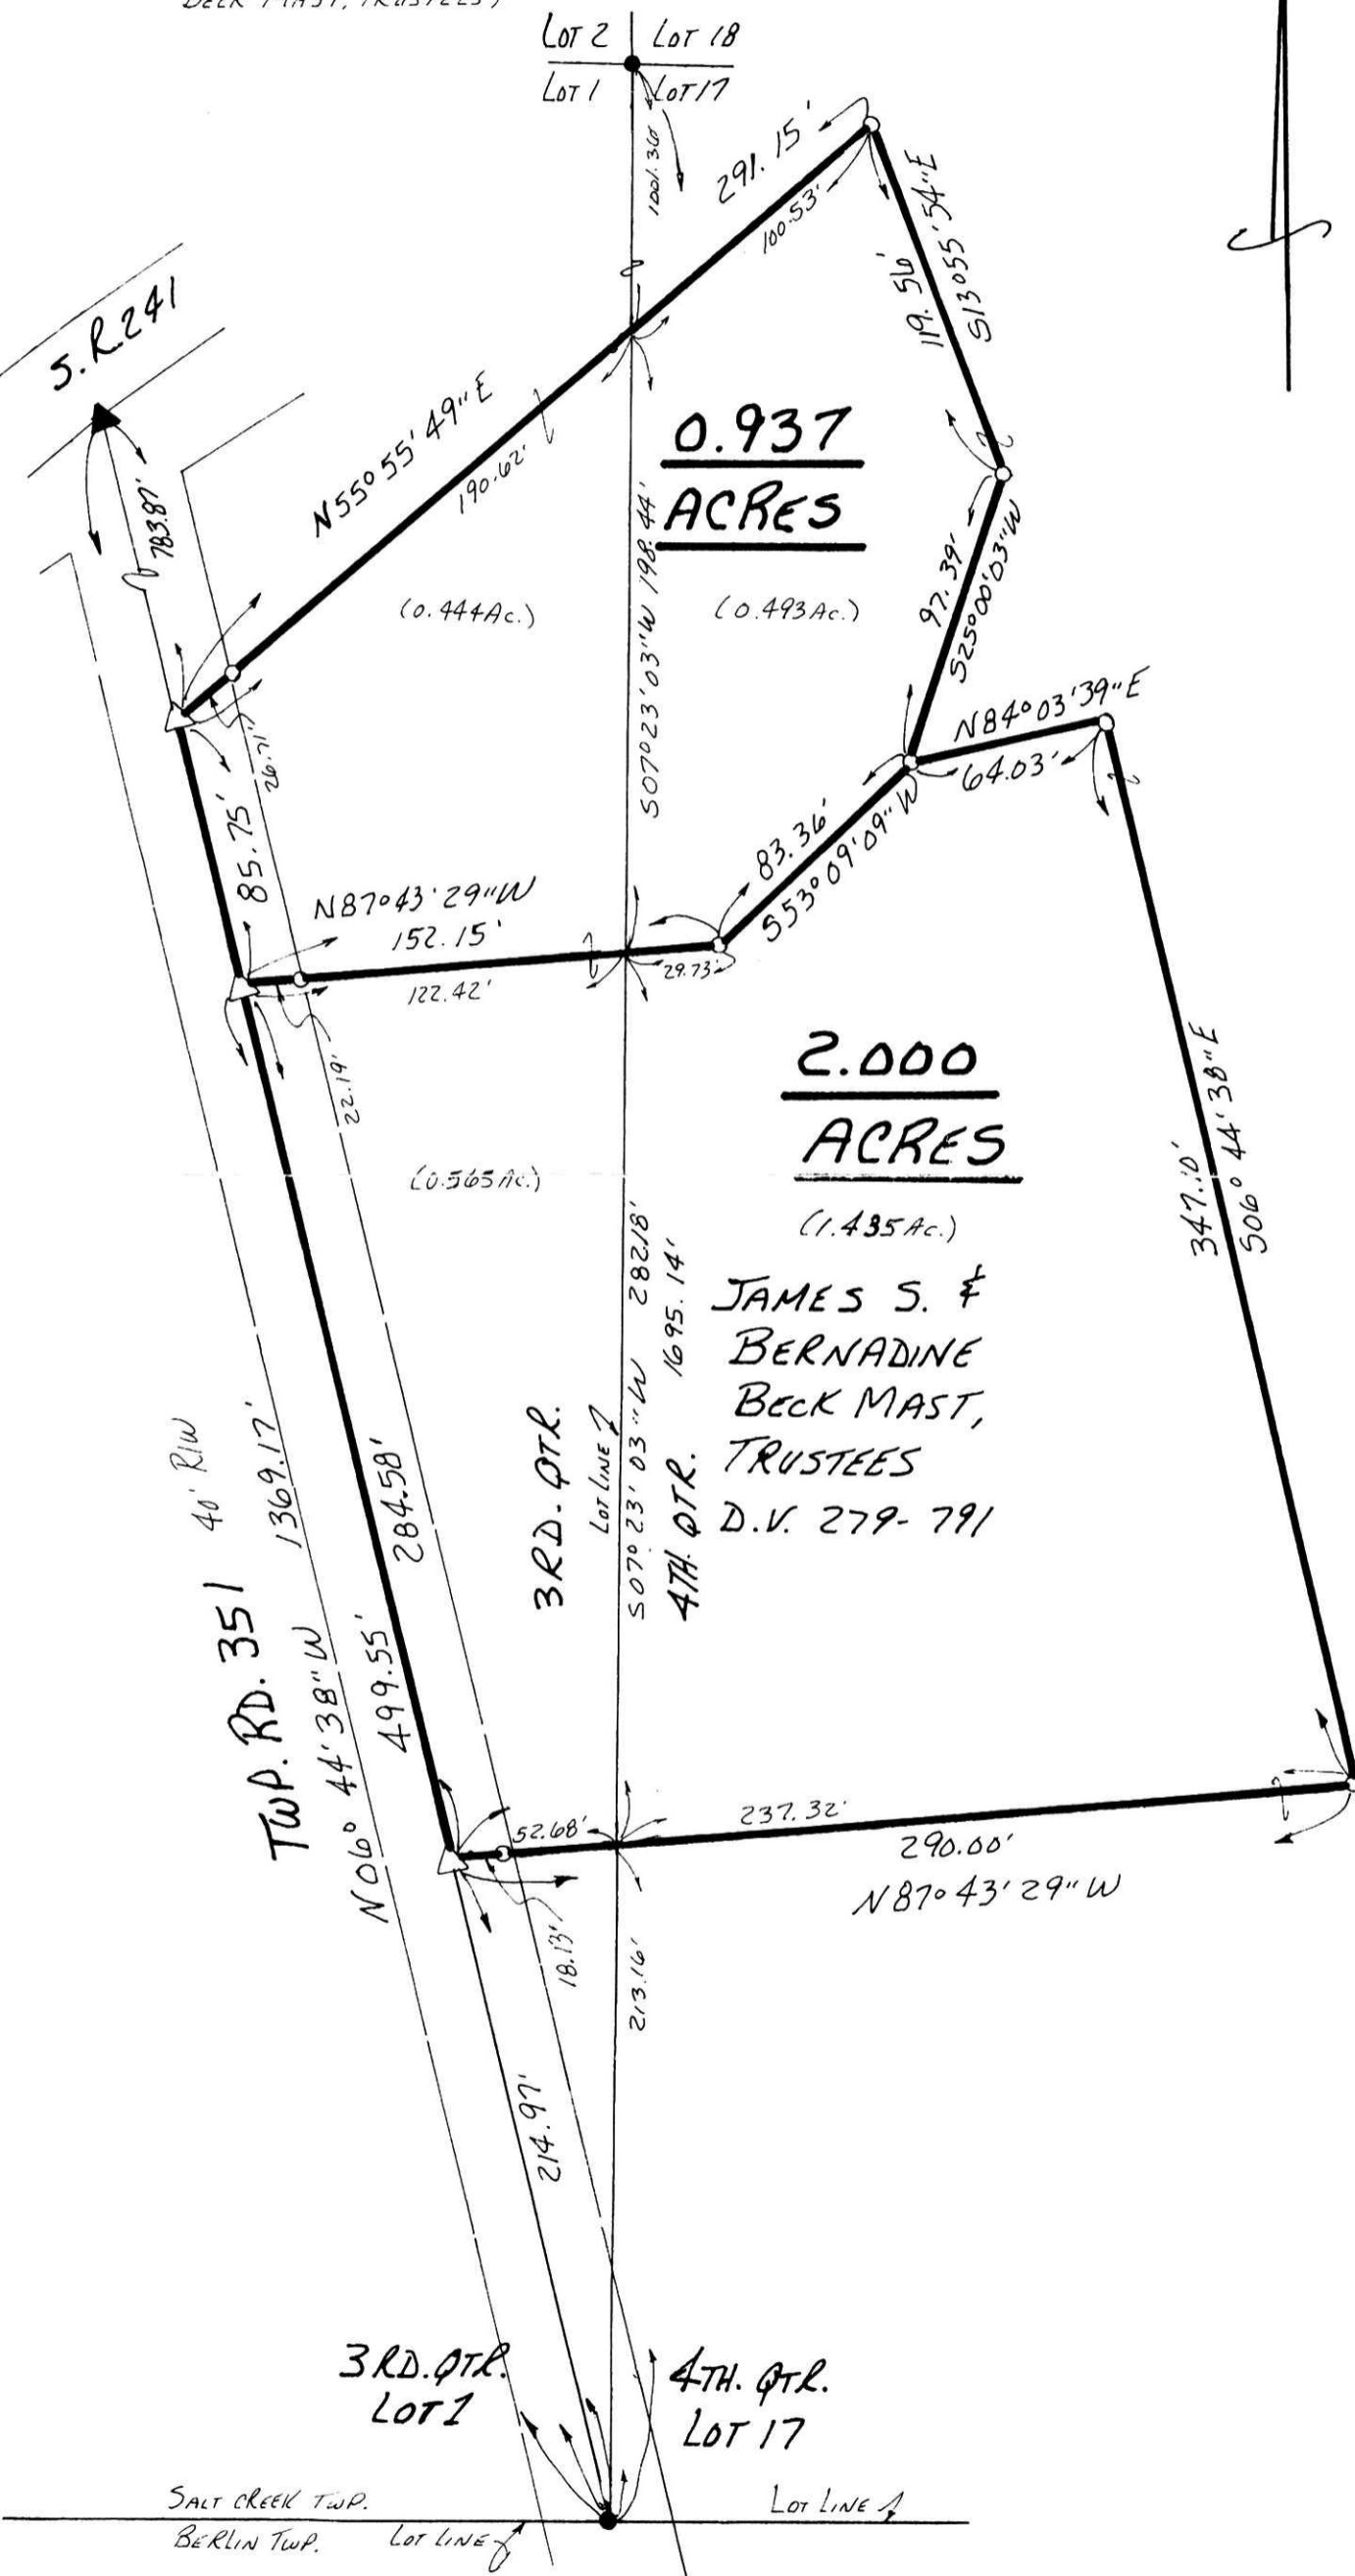 BECK MAST, TRUSTEES)
LOT 2 LOT 18
LOT 1 LOT 17
1001.36'
291.15'
100.53'
119.56'
S13°55'54"E
S.R. 241
783.87'
N55°55'49"E
190.62'
0.937
ACRES
(0.444Ac.)
(0.493Ac.)
S07°23'03"W 198.44'
97.39'
S25°00'03"W
N84°03'39"E
64.03'
83.36'
S53°09'09"W
26.71'
85.75'
N87°43'29"W
152.15'
122.42'
29.73'
22.19'
2.000
ACRES
(0.565Ac.)
(1.435Ac.)
347.10'
S06°44'38"E
JAMES S. &
BERNADINE
BECK MAST,
TRUSTEES
D.V. 279-791
3RD. QTR.
LOT LINE
S07°23'03"W 282.18'
4TH. QTR. 1695.14'
TWP. RD. 351 40' R/W
N06°44'38"W 1369.17'
499.55'
284.58'
52.68'
237.32'
290.00'
N87°43'29"W
18.13'
213.16'
214.97'
3RD. QTR.
LOT 1
4TH. QTR.
LOT 17
SALT CREEK TWP.
LOT LINE
BERLIN TWP. LOT LINE